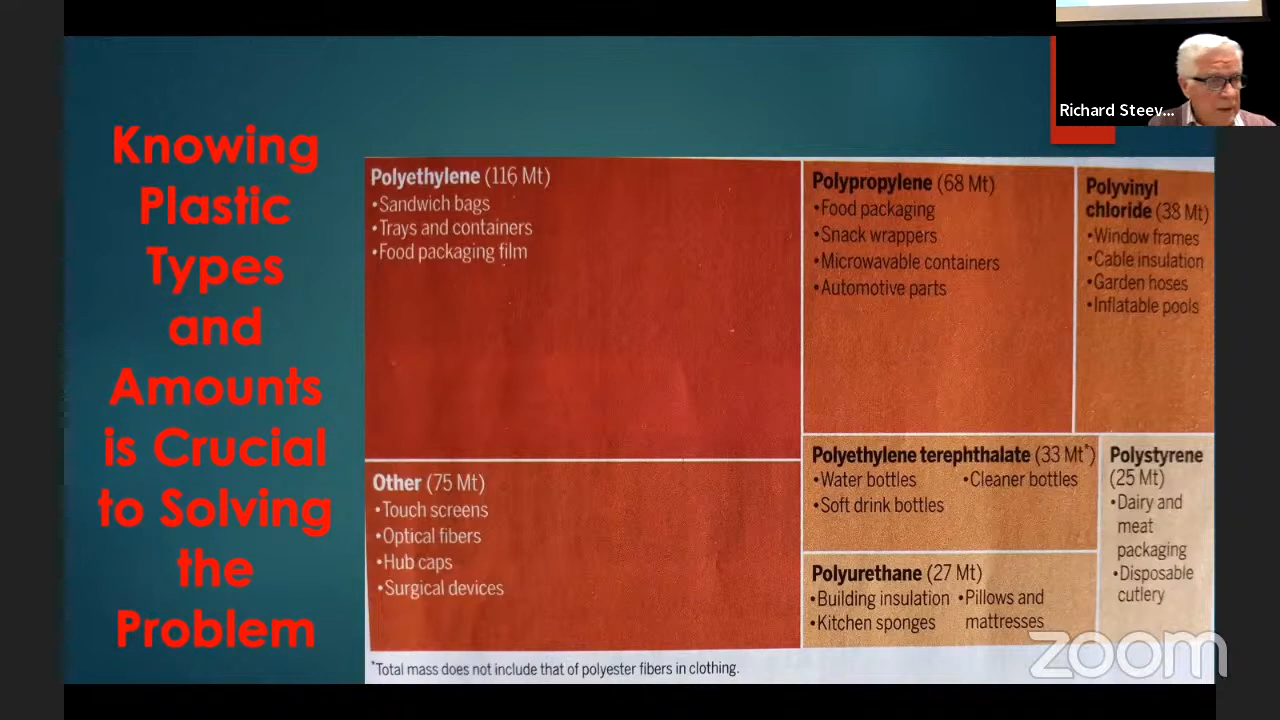 Knowing
Plastic
Types
and
Amounts
is Crucial
to Solving
the
Problem
Polyethylene (116 Mt)
•Sandwich bags
•Trays and containers
•Food packaging film
Other (75 Mt)
•Touch screens
•Optical fibers
•Hub caps
•Surgical devices
Polypropylene (68 Mt)
•Food packaging
•Snack wrappers
•Microwavable containers
•Automotive parts
Polyvinyl
chloride (38 Mt)
•Window frames
•Cable insulation
•Garden hoses
•Inflatable pools
Polyethylene terephthalate (33 Mt*)
•Water bottles •Cleaner bottles
•Soft drink bottles
Polyurethane (27 Mt)
•Building insulation •Pillows and
•Kitchen sponges mattresses
Polystyrene
(25 Mt)
•Dairy and
meat
packaging
•Disposable
cutlery
*Total mass does not include that of polyester fibers in clothing.
Richard Steev...
zoom